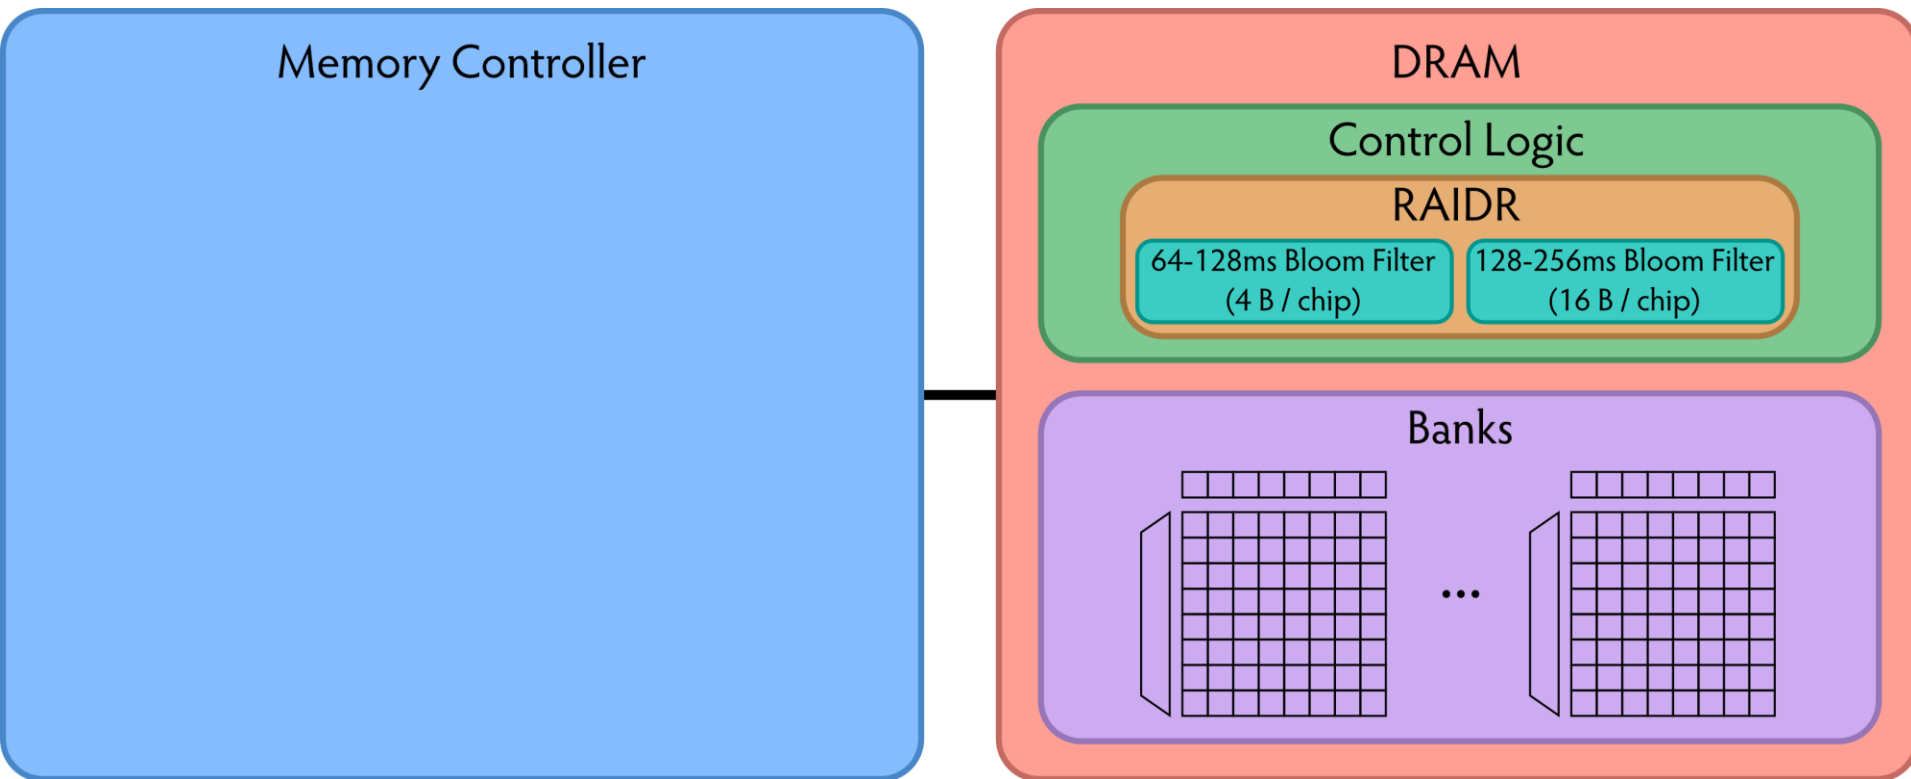 Memory Controller
DRAM
Control Logic
RAIDR
64-128ms Bloom Filter
(4 B / chip)
128-256ms Bloom Filter
(16 B / chip)
Banks
...